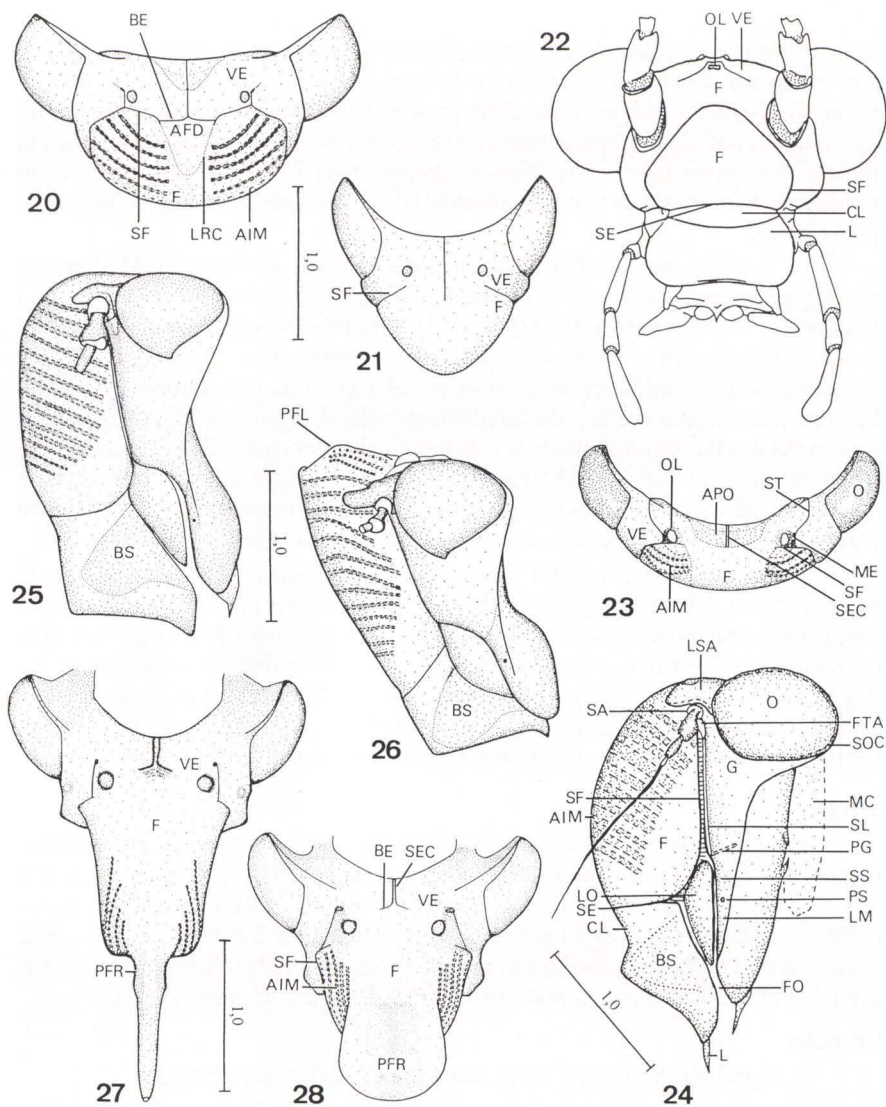 BE
VE
AFD
F
20
SF
LRC
AIM
1,0
SF
VE
F
21
22
OL
VE
F
F
SF
CL
SE
L
25
BS
1,0
PFL
26
BS
OL
APO
ST
O
VE
ME
SF
SEC
AIM
F
23
LSA
SA
O
FTA
SOC
G
SF
MC
AIM
SL
F
PG
SS
LO
PS
SE
LM
CL
BS
FO
1,0
L
24
VE
F
PFR
1,0
27
BE
SEC
VE
SF
AIM
F
PFR
28